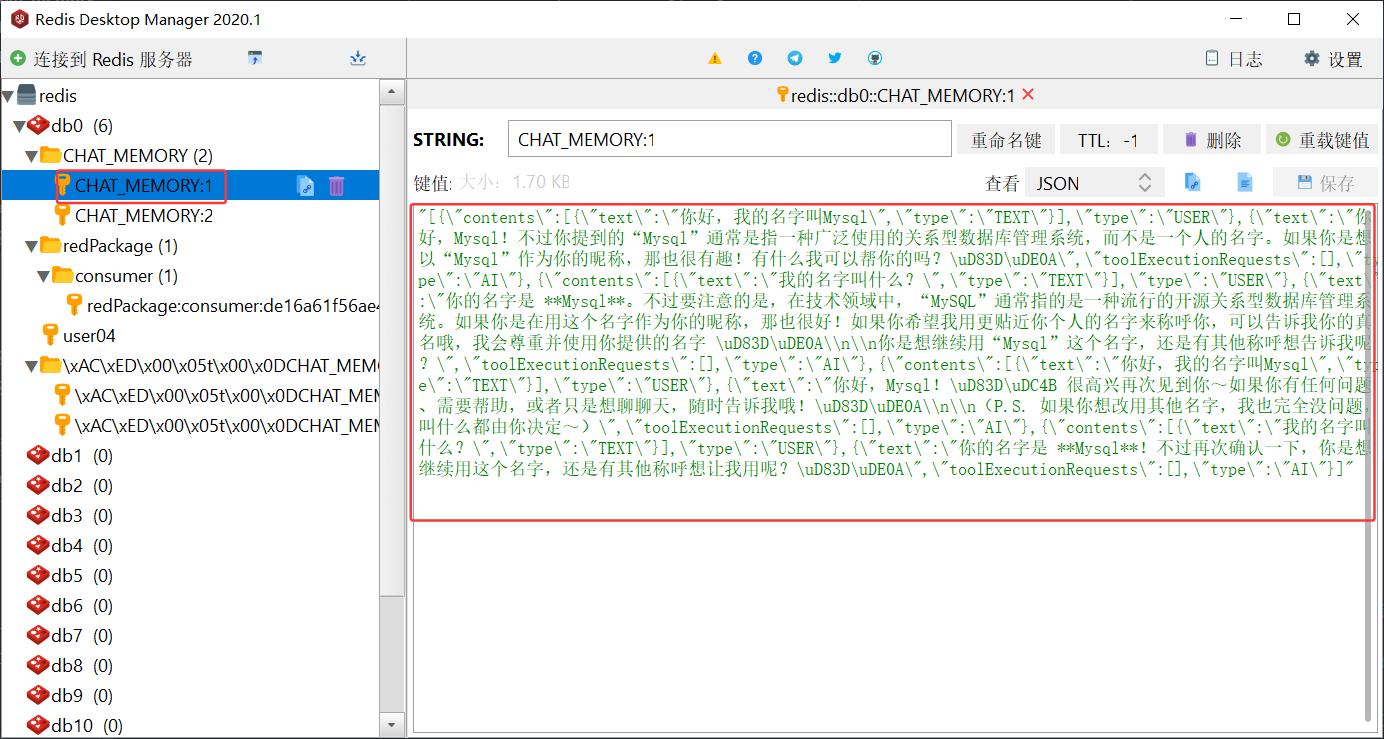 Redis Desktop Manager 2020.1
连接到 Redis 服务器
日志
设置
redis
db0 (6)
CHAT_MEMORY (2)
CHAT_MEMORY:1
CHAT_MEMORY:2
redPackage (1)
consumer (1)
redPackage:consumer:de16a61f56ae4
user04
\xAC\xED\x00\x05t\x00\x0DCHAT_MEM
\xAC\xED\x00\x05t\x00\x0DCHAT_MEM
\xAC\xED\x00\x05t\x00\x0DCHAT_MEM
db1 (0)
db2 (0)
db3 (0)
db4 (0)
db5 (0)
db6 (0)
db7 (0)
db8 (0)
db9 (0)
db10 (0)
redis::db0::CHAT_MEMORY:1
STRING: CHAT_MEMORY:1 重命名键 TTL: -1 删除 重载键值
键值: 大小: 1.70 KB 查看 JSON 保存
"[{\"contents\":[{\"text\":\"你好，我的名字叫Mysql\",\"type\":\"TEXT\"}],\"type\":\"USER\"},{\"text\":\"你
好，Mysql！不过你提到的“Mysql”通常是指一种广泛使用的关系型数据库管理系统，而不是一个人的名字。如果你是想
以“Mysql”作为你的昵称，那也很有趣！有什么我可以帮你的吗？\uD83D\uDE0A\",\"toolExecutionRequests\":[],\"ty
pe\":\"AI\"},{\"contents\":[{\"text\":\"我的名字叫什么？\",\"type\":\"TEXT\"}],\"type\":\"USER\"},{\"text\"
:\"你的名字是 **Mysql**。不过要注意的是，在技术领域中，“MySQL”通常指的是一种流行的开源关系型数据库管理系
统。如果你是在用这个名字作为你的昵称，那也很好！如果你希望我用更贴近你个人的名字来称呼你，可以告诉我你的真
名哦，我会尊重并使用你提供的名字 \uD83D\uDE0A\\n\\n你是想继续用“Mysql”这个名字，还是有其他称呼想告诉我呢
？\",\"toolExecutionRequests\":[],\"type\":\"AI\"},{\"contents\":[{\"text\":\"你好，我的名字叫Mysql\",\"typ
e\":\"TEXT\"}],\"type\":\"USER\"},{\"text\":\"你好，Mysql！\uD83D\uDC4B 很高兴再次见到你～如果你有任何问题
、需要帮助，或者只是想聊聊天，随时告诉我哦！\uD83D\uDE0A\\n\\n（P.S. 如果你想改用其他名字，我也完全没问题，
叫什么都由你决定～）\",\"toolExecutionRequests\":[],\"type\":\"AI\"},{\"contents\":[{\"text\":\"我的名字叫
什么？\",\"type\":\"TEXT\"}],\"type\":\"USER\"},{\"text\":\"你的名字是 **Mysql**！不过再次确认一下，你是想
继续用这个名字，还是有其他称呼想让我用呢？\uD83D\uDE0A\",\"toolExecutionRequests\":[],\"type\":\"AI\"}]"